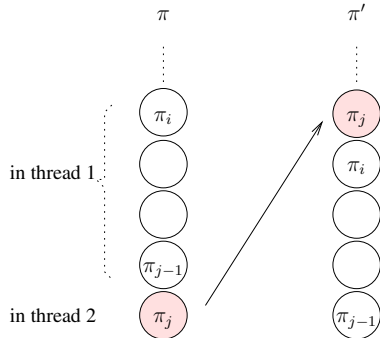 π π′
π_i π_j
in thread 1 π_i
π_{j−1}
in thread 2 π_j π_{j−1}